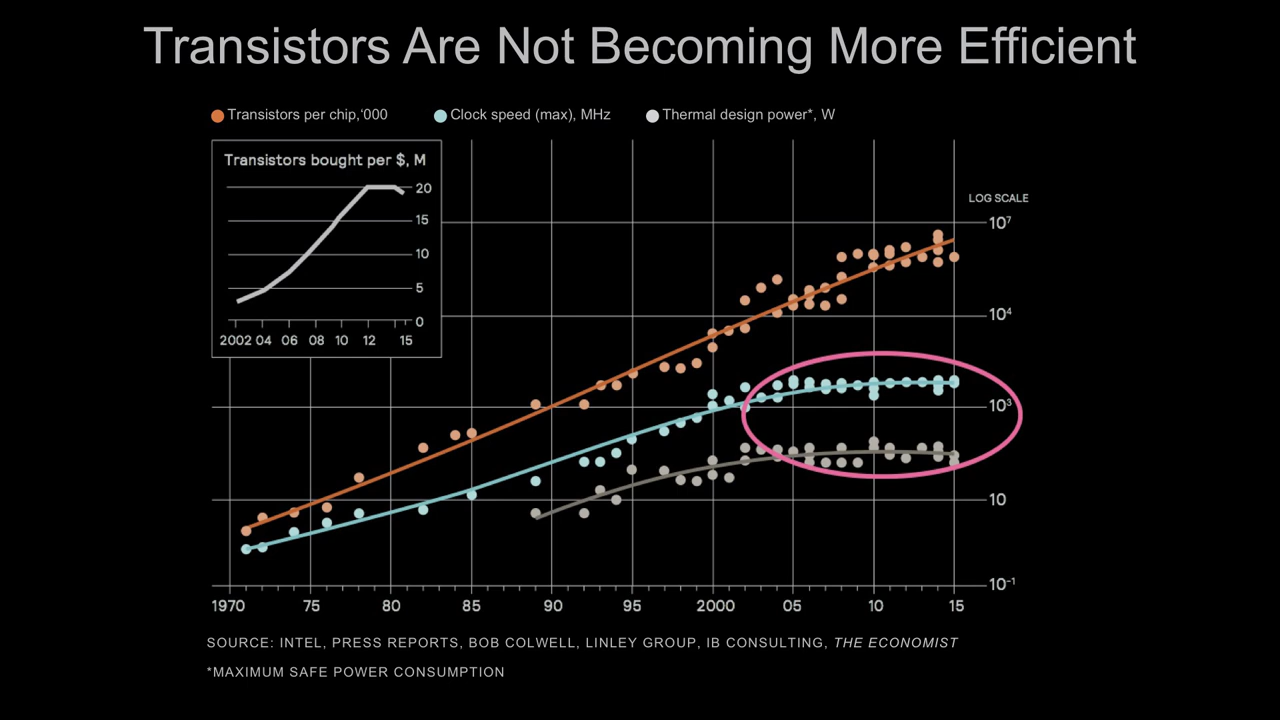 Transistors Are Not Becoming More Efficient
Transistors per chip,‘000 Clock speed (max), MHz Thermal design power*, W
Transistors bought per $, M
20
15
10
5
0
2002 04 06 08 10 12 15
LOG SCALE
10⁷
10⁴
10³
10
10⁻¹
1970 75 80 85 90 95 2000 05 10 15
SOURCE: INTEL, PRESS REPORTS, BOB COLWELL, LINLEY GROUP, IB CONSULTING, THE ECONOMIST
*MAXIMUM SAFE POWER CONSUMPTION